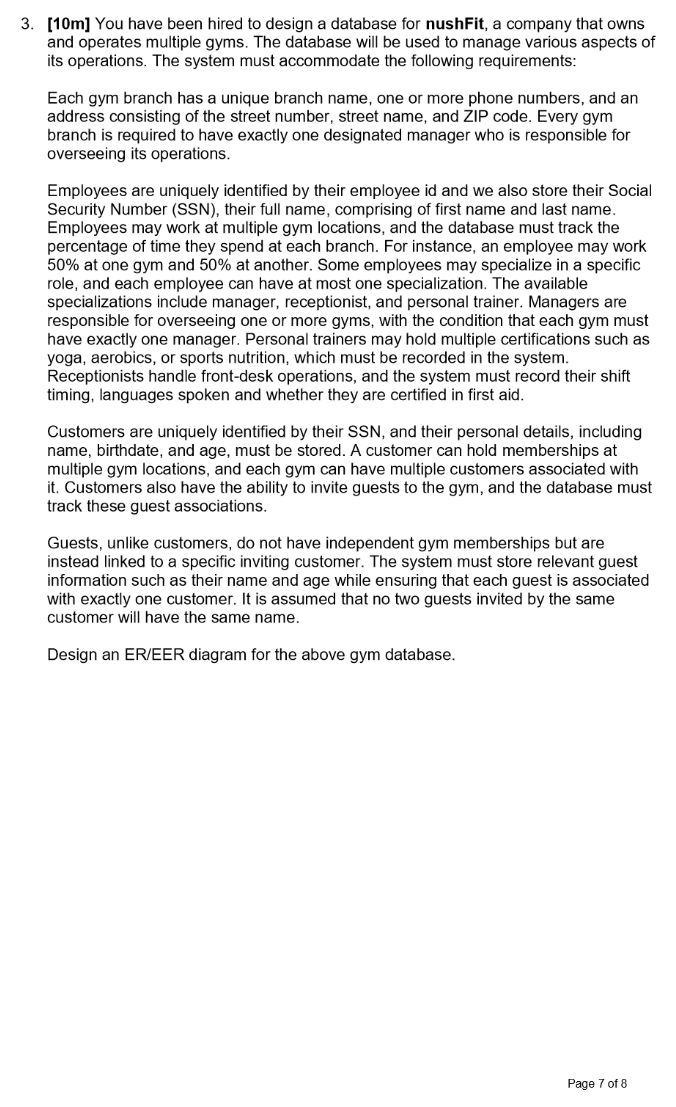 3. [10m] You have been hired to design a database for nushFit, a company that owns
and operates multiple gyms. The database will be used to manage various aspects of
its operations. The system must accommodate the following requirements:
Each gym branch has a unique branch name, one or more phone numbers, and an
address consisting of the street number, street name, and ZIP code. Every gym
branch is required to have exactly one designated manager who is responsible for
overseeing its operations.
Employees are uniquely identified by their employee id and we also store their Social
Security Number (SSN), their full name, comprising of first name and last name.
Employees may work at multiple gym locations, and the database must track the
percentage of time they spend at each branch. For instance, an employee may work
50% at one gym and 50% at another. Some employees may specialize in a specific
role, and each employee can have at most one specialization. The available
specializations include manager, receptionist, and personal trainer. Managers are
responsible for overseeing one or more gyms, with the condition that each gym must
have exactly one manager. Personal trainers may hold multiple certifications such as
yoga, aerobics, or sports nutrition, which must be recorded in the system.
Receptionists handle front-desk operations, and the system must record their shift
timing, languages spoken and whether they are certified in first aid.
Customers are uniquely identified by their SSN, and their personal details, including
name, birthdate, and age, must be stored. A customer can hold memberships at
multiple gym locations, and each gym can have multiple customers associated with
it. Customers also have the ability to invite guests to the gym, and the database must
track these guest associations.
Guests, unlike customers, do not have independent gym memberships but are
instead linked to a specific inviting customer. The system must store relevant guest
information such as their name and age while ensuring that each guest is associated
with exactly one customer. It is assumed that no two guests invited by the same
customer will have the same name.
Design an ER/EER diagram for the above gym database.
Page 7 of 8